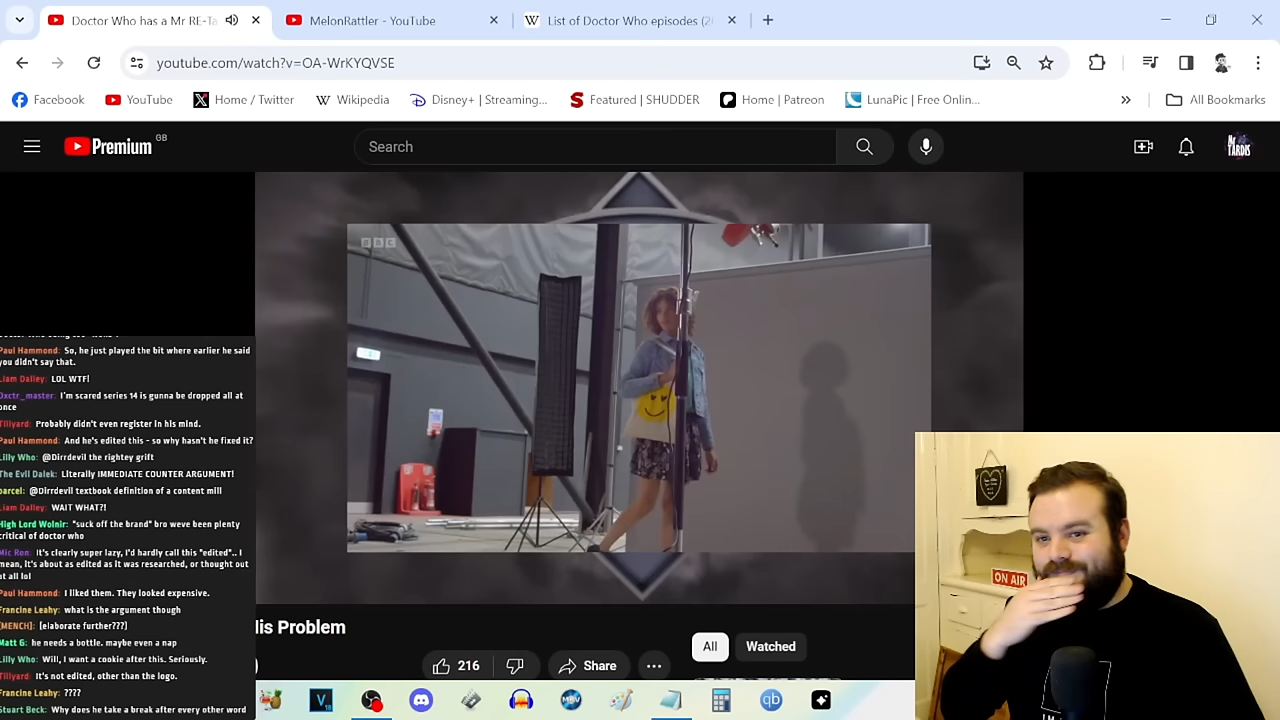 Doctor Who has a Mr RE-Ta
MelonRattler - YouTube
List of Doctor Who episodes (2
youtube.com/watch?v=OA-WrKYQVSE
Facebook
YouTube
Home / Twitter
Wikipedia
Disney+ | Streaming...
Featured | SHUDDER
Home | Patreon
LunaPic | Free Onlin...
»
All Bookmarks
Premium GB
Search
Mr TARDIS
BBC
Paul Hammond: So, he just played the bit where earlier he said
you didn't say that.
Liam Dalley: LOL WTF!
Dxctr_master: I'm scared series 14 is gunna be dropped all at
once
Tillyard: Probably didn't even register in his mind.
Paul Hammond: And he's edited this - so why hasn't he fixed it?
Lilly Who: @Dirrdevil the rightey grift
The Evil Dalek: Literally IMMEDIATE COUNTER ARGUMENT!
parcel: @Dirrdevil textbook definition of a content mill
Liam Dalley: WAIT WHAT?!
High Lord Wolnir: "suck off the brand" bro weve been plenty
critical of doctor who
Mic Ron: It's clearly super lazy, I'd hardly call this "edited".. I
mean, it's about as edited as it was researched, or thought out
at all lol
Paul Hammond: I liked them. They looked expensive.
Francine Leahy: what is the argument though
[MENCH]: [elaborate further???]
Matt G: he needs a bottle. maybe even a nap
Lilly Who: Will, I want a cookie after this. Seriously.
Tillyard: It's not edited, other than the logo.
Francine Leahy: ????
Stuart Beck: Why does he take a break after every other word
dis Problem
All
Watched
216
Share
ON AIR